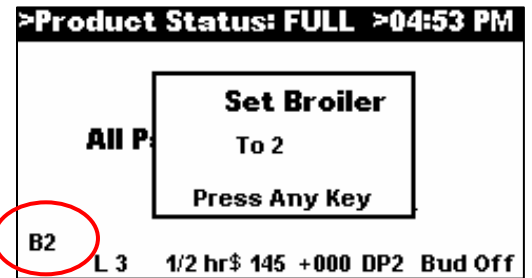 >Product Status: FULL >04:53 PM
Set Broiler
All P
To 2
Press Any Key
B2
L 3 1/2 hr$ 145 +000 DP2 Bud Off